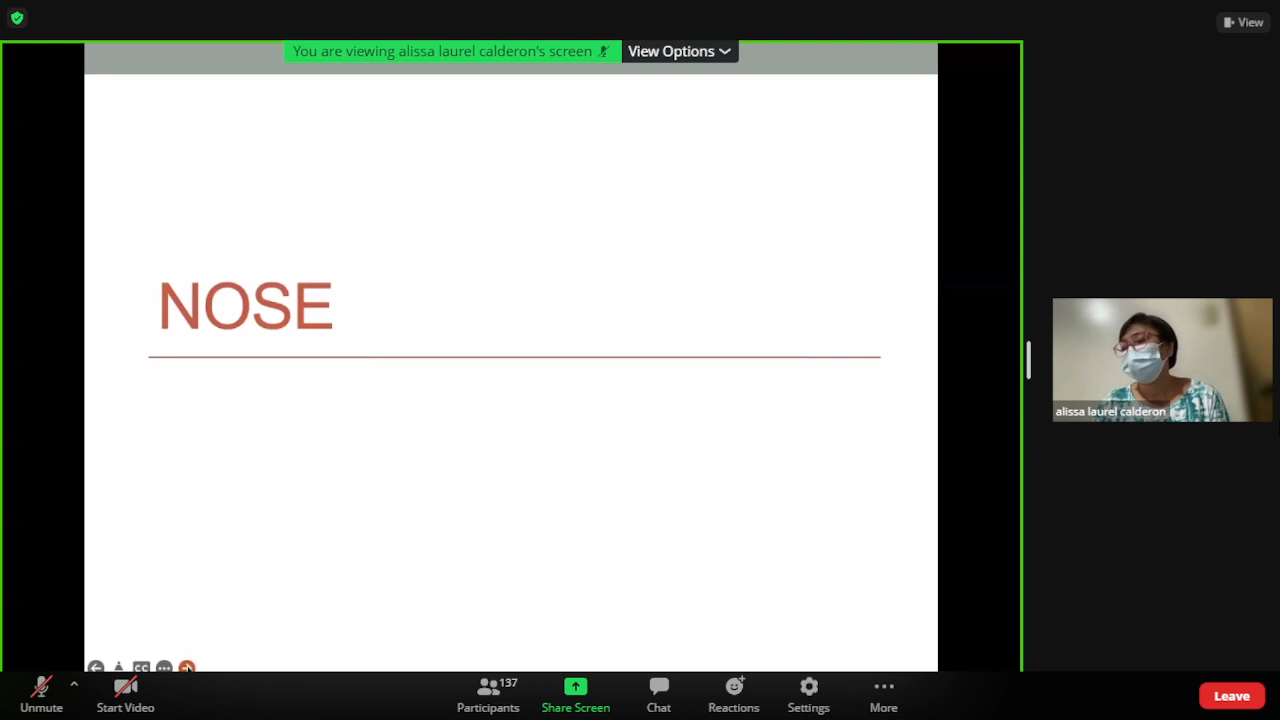 View
You are viewing alissa laurel calderon's screen
View Options
NOSE
alissa laurel calderon
CC
137
Unmute
Start Video
Participants
Share Screen
Chat
Reactions
Settings
More
Leave